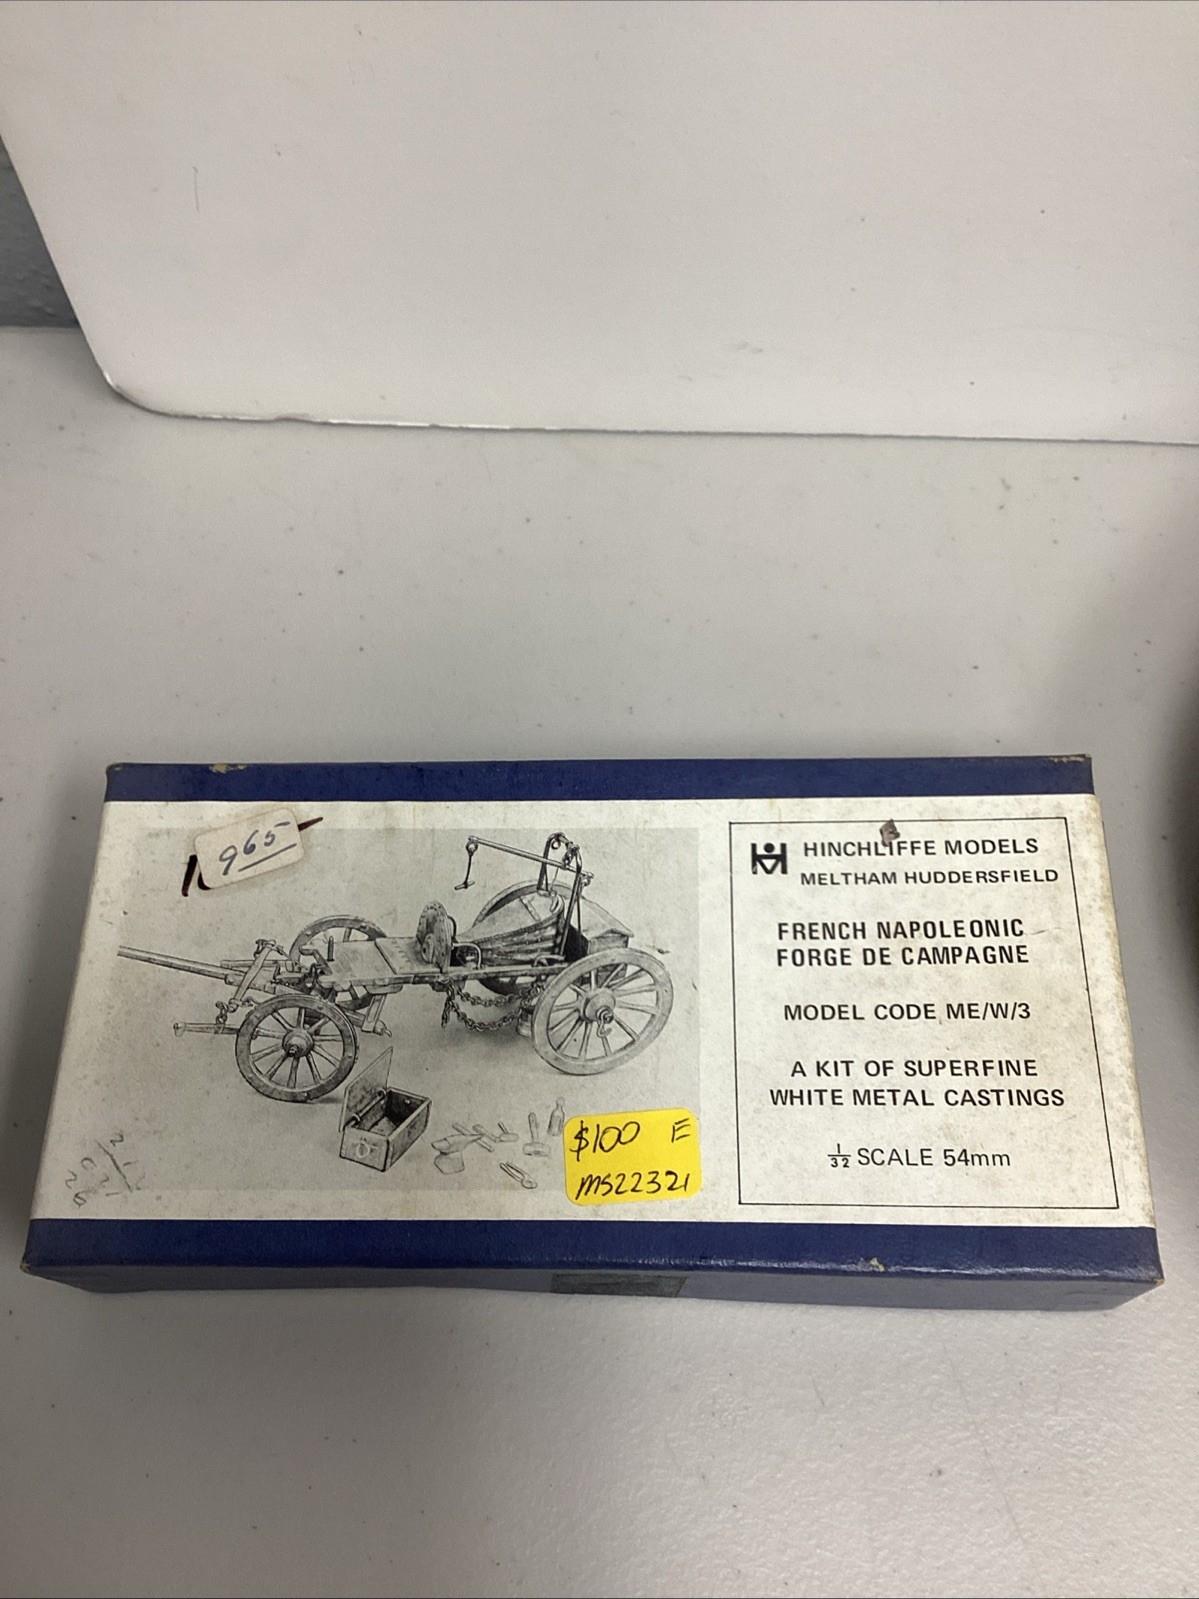 965
HINCHLIFFE MODELS
MELTHAM HUDDERSFIELD
FRENCH NAPOLEONIC
FORGE DE CAMPAGNE
MODEL CODE ME/W/3
A KIT OF SUPERFINE
WHITE METAL CASTINGS
1/32 SCALE 54mm
$100 E
MS22321